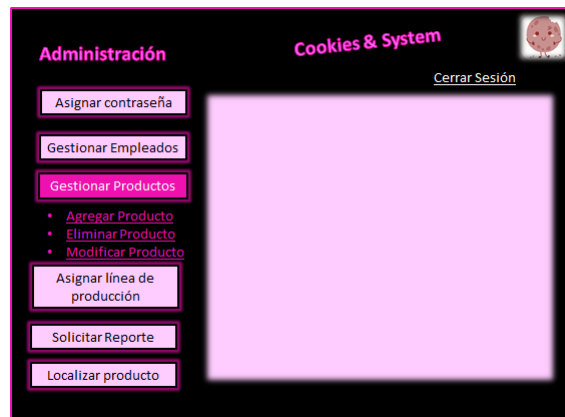 Administración
Cookies & System
Cerrar Sesión
Asignar contraseña
Gestionar Empleados
Gestionar Productos
• Agregar Producto
• Eliminar Producto
• Modificar Producto
Asignar línea de
producción
Solicitar Reporte
Localizar producto